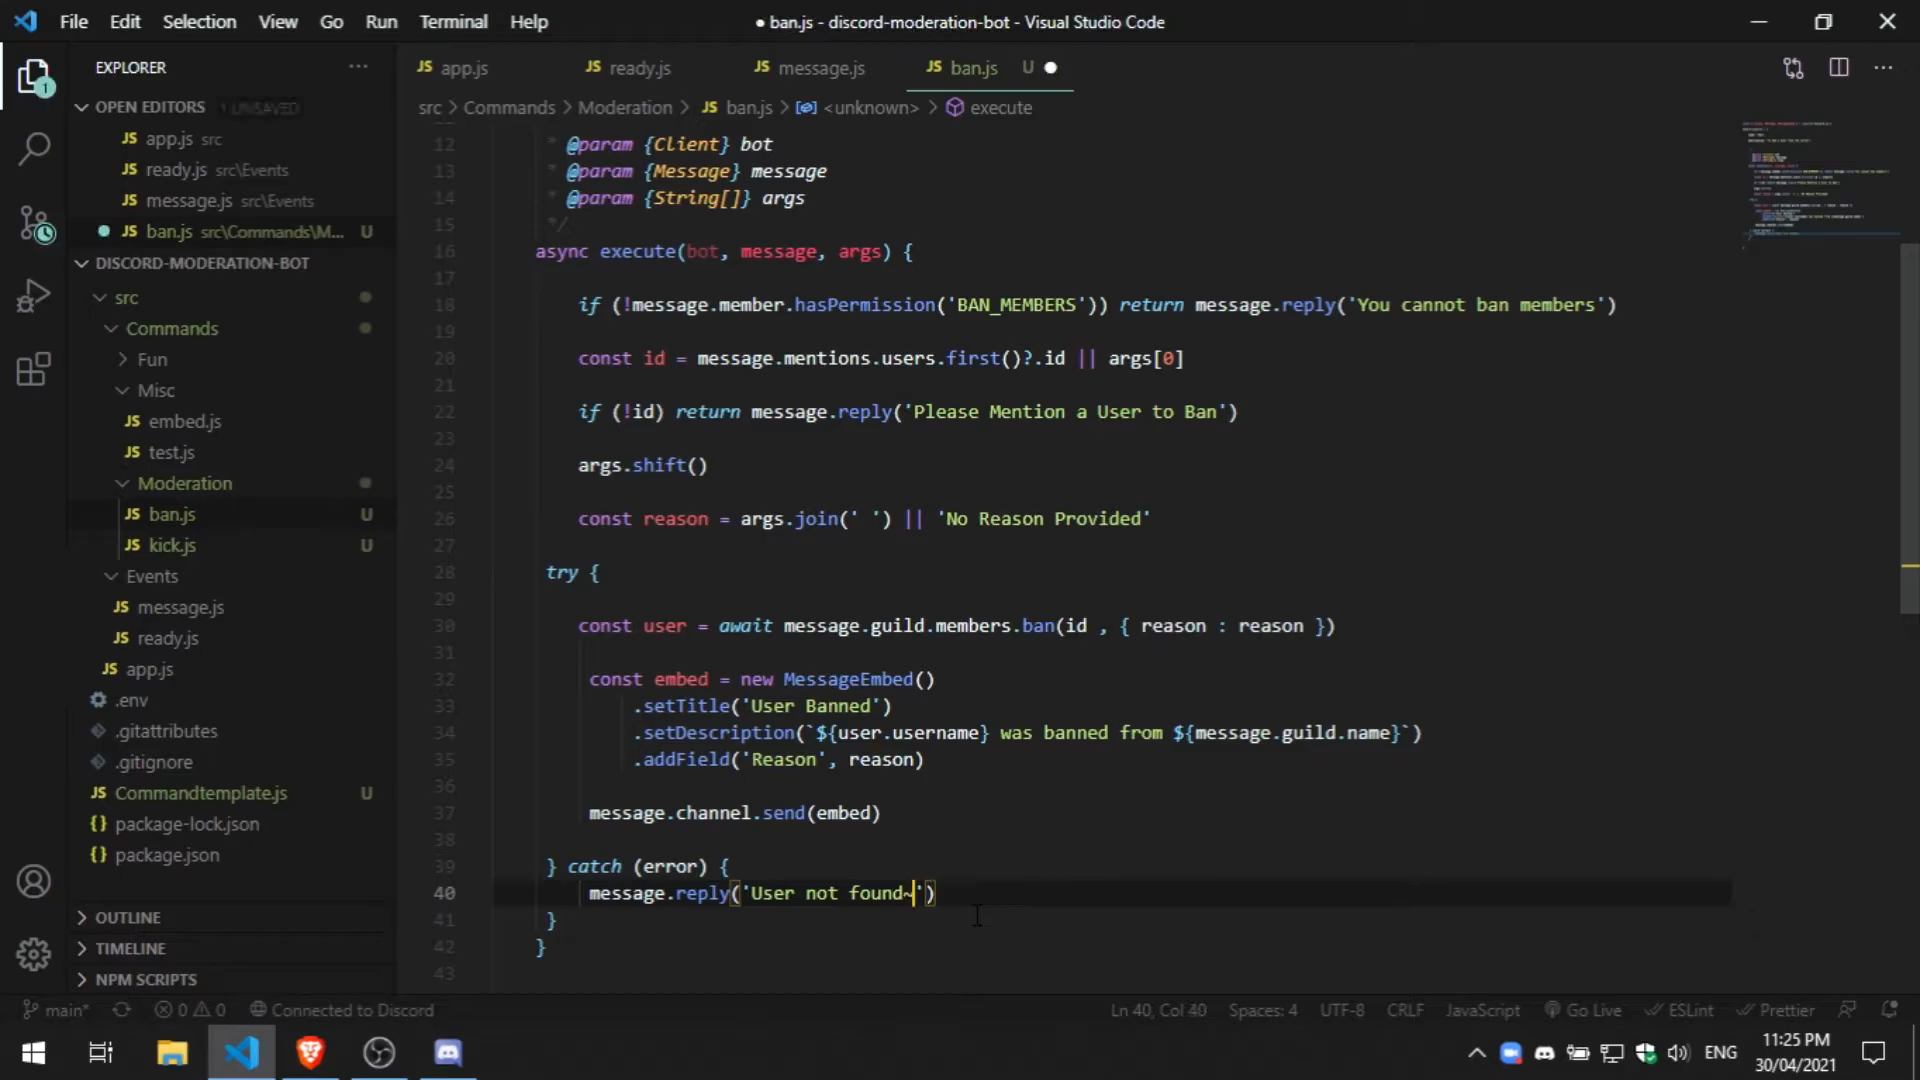 File Edit Selection View Go Run Terminal Help
● ban.js - discord-moderation-bot - Visual Studio Code
EXPLORER
OPEN EDITORS 1 UNSAVED
JS app.js src
JS ready.js src\Events
JS message.js src\Events
JS ban.js src\Commands\M... U
DISCORD-MODERATION-BOT
src
Commands
Fun
Misc
JS embed.js
JS test.js
Moderation
JS ban.js U
JS kick.js U
Events
JS message.js
JS ready.js
JS app.js
.env
.gitattributes
.gitignore
JS Commandtemplate.js U
{} package-lock.json
{} package.json
OUTLINE
TIMELINE
NPM SCRIPTS
JS app.js JS ready.js JS message.js JS ban.js U
src > Commands > Moderation > JS ban.js > <unknown> > execute
12 * @param {Client} bot
13 * @param {Message} message
14 * @param {String[]} args
15 */
16 async execute(bot, message, args) {
17
18 if (!message.member.hasPermission('BAN_MEMBERS')) return message.reply('You cannot ban members')
19
20 const id = message.mentions.users.first()?.id || args[0]
21
22 if (!id) return message.reply('Please Mention a User to Ban')
23
24 args.shift()
25
26 const reason = args.join(' ') || 'No Reason Provided'
27
28 try {
29
30 const user = await message.guild.members.ban(id , { reason : reason })
31
32 const embed = new MessageEmbed()
33 .setTitle('User Banned')
34 .setDescription(`${user.username} was banned from ${message.guild.name}`)
35 .addField('Reason', reason)
36
37 message.channel.send(embed)
38
39 } catch (error) {
40 message.reply('User not found~')
41 }
42 }
43
main* 0 0 Connected to Discord
Ln 40, Col 40 Spaces: 4 UTF-8 CRLF JavaScript Go Live ESLint Prettier
ENG
11:25 PM
30/04/2021